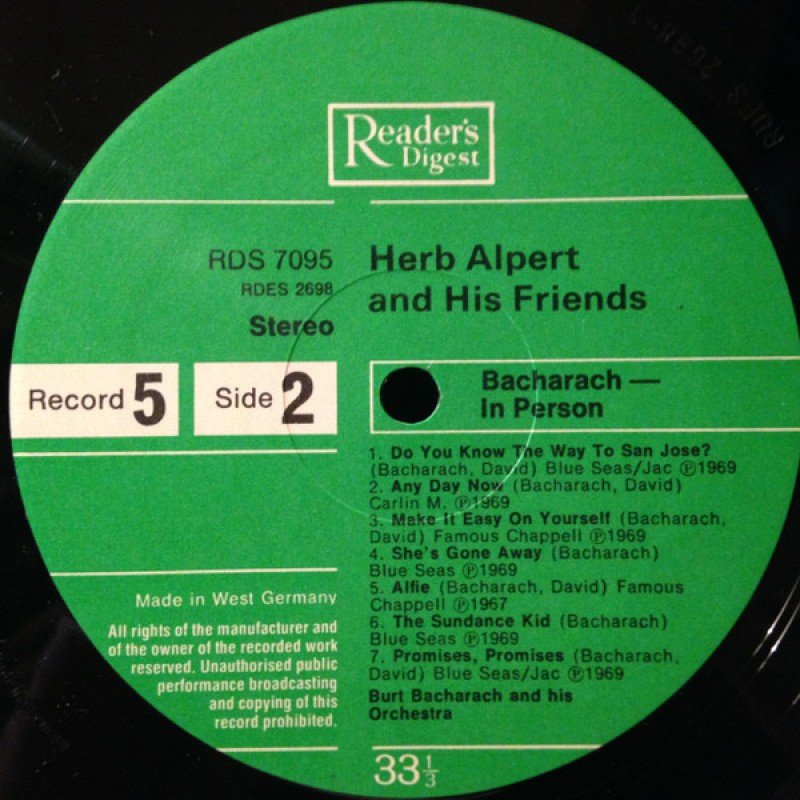 Reader's
Digest
RDS 7095
RDES 2698
Stereo
Herb Alpert
and His Friends
Record 5
Side 2
Bacharach —
In Person
1. Do You Know The Way To San Jose?
(Bacharach, David) Blue Seas/Jac ℗1969
2. Any Day Now (Bacharach, David)
Carlin M. ℗1969
3. Make it Easy On Yourself (Bacharach,
David) Famous Chappell ℗1969
4. She's Gone Away (Bacharach)
Blue Seas ℗1969
5. Alfie (Bacharach, David) Famous
Chappell ℗1967
6. The Sundance Kid (Bacharach)
Blue Seas ℗1969
7. Promises, Promises (Bacharach,
David) Blue Seas/Jac ℗1969
Burt Bacharach and his
Orchestra
Made in West Germany
All rights of the manufacturer and
of the owner of the recorded work
reserved. Unauthorised public
performance broadcasting
and copying of this
record prohibited.
33⅓